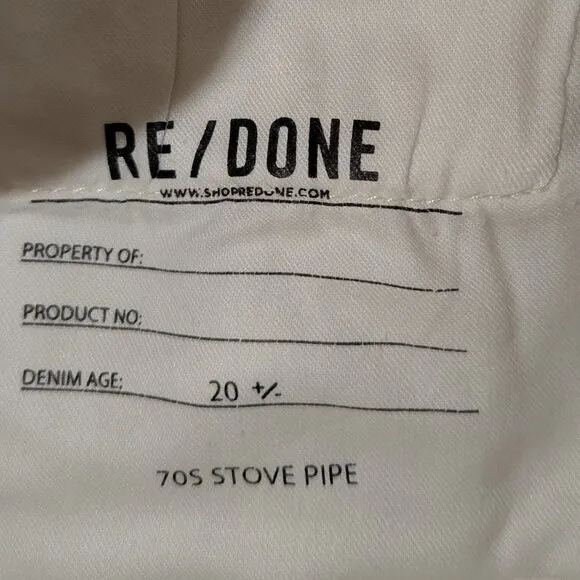 RE/DONE
WWW.SHOPREDONE.COM
PROPERTY OF:
PRODUCT NO:
DENIM AGE: 20 +/-
70S STOVE PIPE